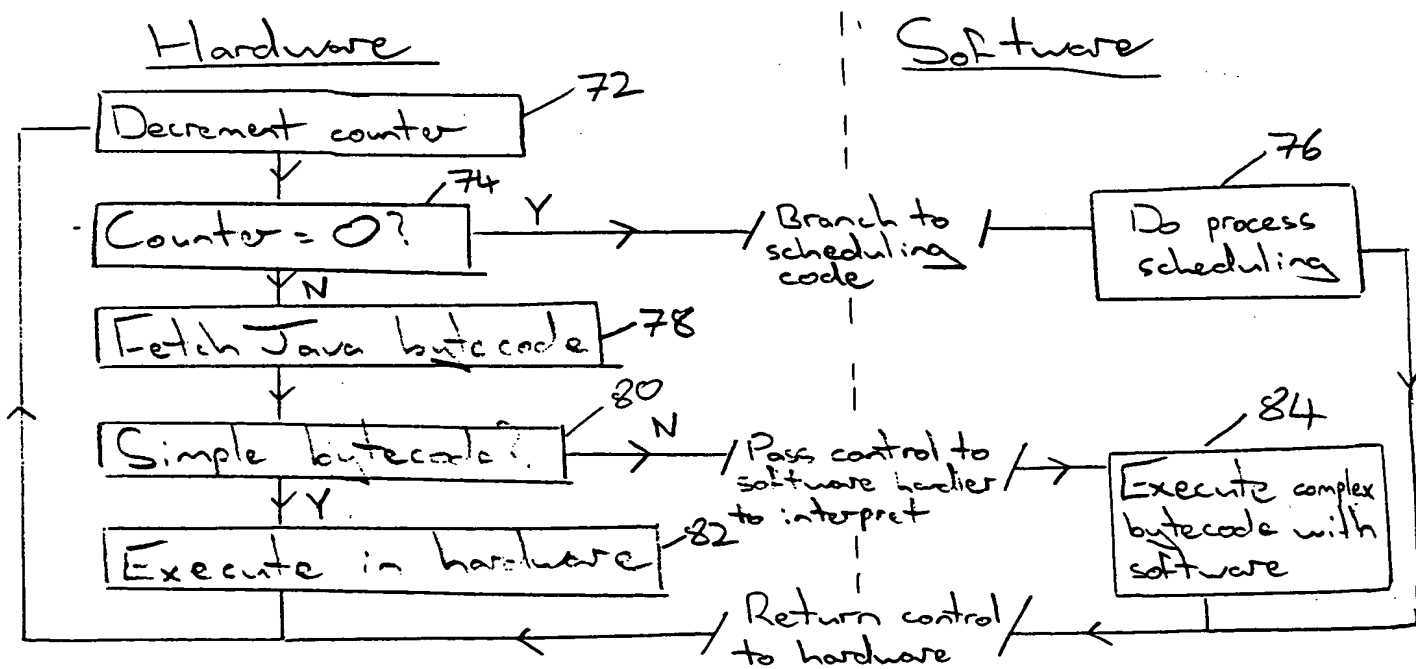 Hardware
Software
72
Decrement counter
74
76
Counter = 0?
Y
Branch to
scheduling
code
Do process
scheduling
N
Fetch Java bytecode
78
80
Simple bytecode?
N
Pass control to
software handler
to interpret
84
Execute complex
bytecode with
software
Y
Execute in hardware
82
Return control
to hardware